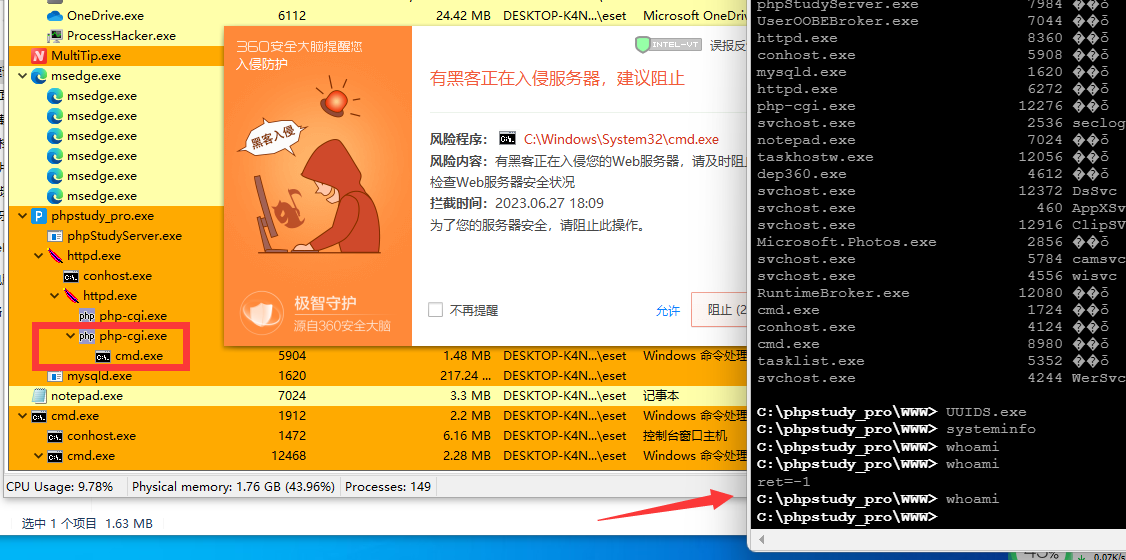 OneDrive.exe 6112 24.42 MB DESKTOP-K4N...\eset Microsoft OneDriv
ProcessHacker.exe
MultiTip.exe
msedge.exe
msedge.exe
msedge.exe
msedge.exe
msedge.exe
msedge.exe
msedge.exe
phpstudy_pro.exe
phpStudyServer.exe
httpd.exe
conhost.exe
httpd.exe
php-cgi.exe
php-cgi.exe
cmd.exe 5904 1.48 MB DESKTOP-K4N...\eset Windows 命令处理
mysqld.exe 1620 217.24 ... DESKTOP-K4N...\eset
notepad.exe 7024 3.3 MB DESKTOP-K4N...\eset 记事本
cmd.exe 1912 2.2 MB DESKTOP-K4N...\eset Windows 命令处理
conhost.exe 1472 6.16 MB DESKTOP-K4N...\eset 控制台窗口主机
cmd.exe 12468 2.28 MB DESKTOP-K4N...\eset Windows 命令处理
CPU Usage: 9.78% Physical memory: 1.76 GB (43.96%) Processes: 149
选中 1 个项目 1.63 MB
360安全大脑提醒您
入侵防护
黑客入侵
极智守护
源自360安全大脑
INTEL-VT 误报反
有黑客正在入侵服务器，建议阻止
风险程序： C:\Windows\System32\cmd.exe
风险内容：有黑客正在入侵您的Web服务器，请及时阻
检查Web服务器安全状况
拦截时间：2023.06.27 18:09
为了您的服务器安全，请阻止此操作。
不再提醒 允许 阻止 (2
phpStudyServer.exe 7984 ��ŏ
UserOOBEBroker.exe 7044 ��ŏ
httpd.exe 8360 ��ŏ
conhost.exe 5908 ��ŏ
mysqld.exe 1620 ��ŏ
httpd.exe 6272 ��ŏ
php-cgi.exe 12276 ��ŏ
svchost.exe 2536 seclog
notepad.exe 7024 ��ŏ
taskhostw.exe 12056 ��ŏ
dep360.exe 4612 ��ŏ
svchost.exe 12372 DsSvc
svchost.exe 460 AppXSv
svchost.exe 12916 ClipSV
Microsoft.Photos.exe 2856 ��ŏ
svchost.exe 5784 camsvc
svchost.exe 4556 wisvc
RuntimeBroker.exe 12080 ��ŏ
cmd.exe 1724 ��ŏ
conhost.exe 4124 ��ŏ
cmd.exe 8980 ��ŏ
tasklist.exe 5352 ��ŏ
svchost.exe 4244 WerSvc
C:\phpstudy_pro\WWW> UUIDS.exe
C:\phpstudy_pro\WWW> systeminfo
C:\phpstudy_pro\WWW> whoami
C:\phpstudy_pro\WWW> whoami
ret=-1
C:\phpstudy_pro\WWW> whoami
C:\phpstudy_pro\WWW>
0.07K/s